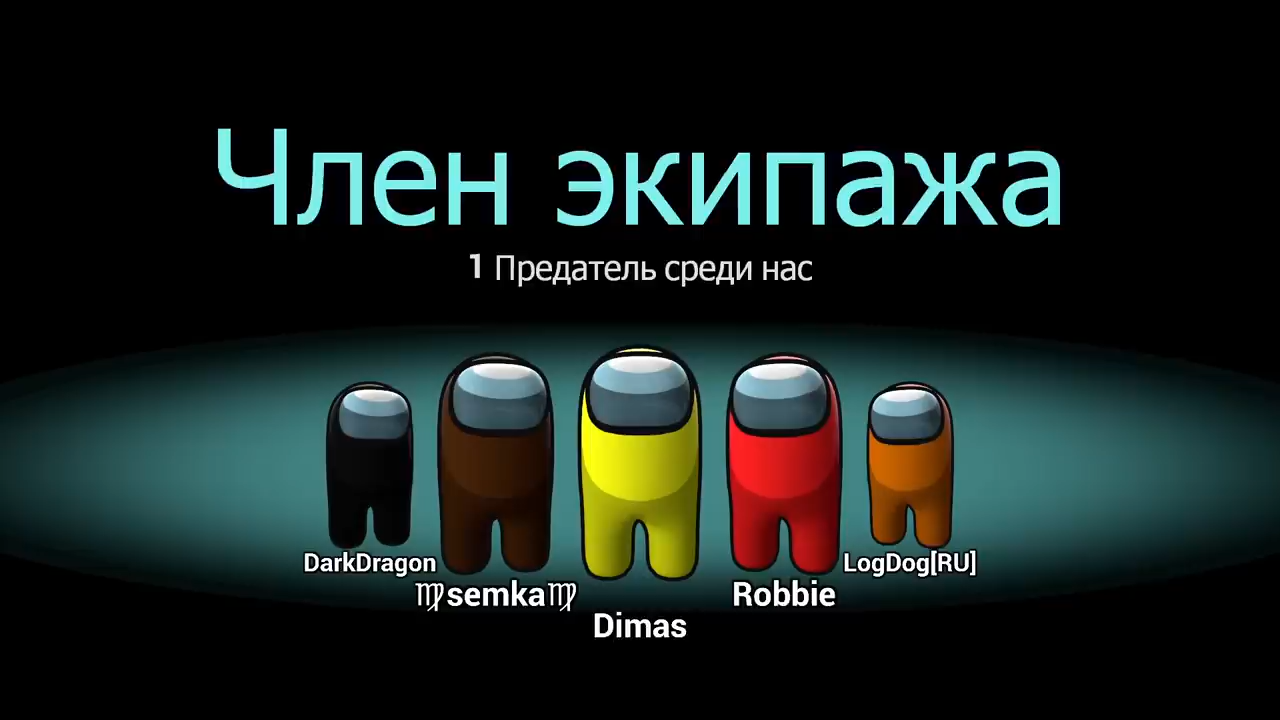 Член экипажа
1 Предатель среди нас
DarkDragon
♍semka♍
Dimas
Robbie
LogDog[RU]